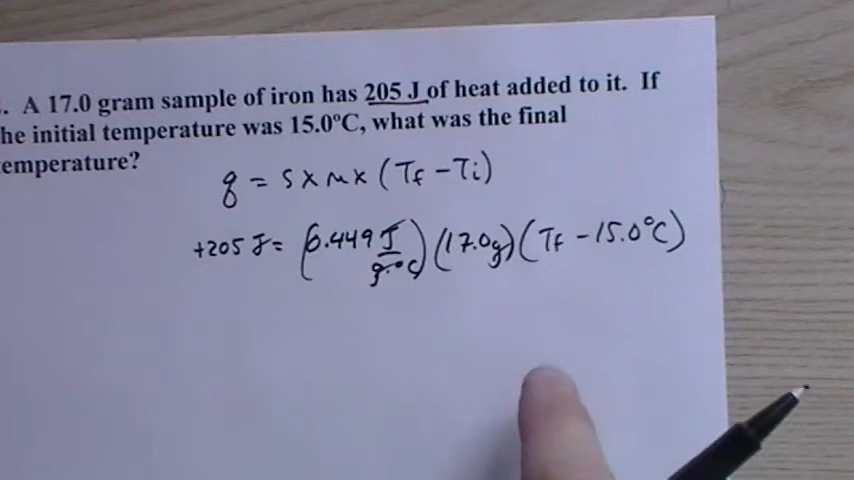 . A 17.0 gram sample of iron has 205 J of heat added to it. If
he initial temperature was 15.0ºC, what was the final
emperature?
q = s x m x (Tf - Ti)
+205 J = (0.449 J/g·°C)(17.0g)(Tf - 15.0°C)